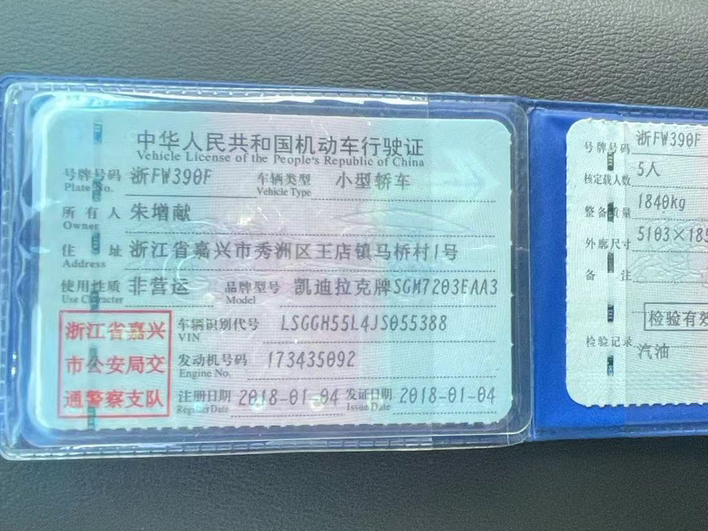 中华人民共和国机动车行驶证
Vehicle License of the People's Republic of China
号牌号码 浙FW390F 车辆类型 小型轿车
Plate No. Vehicle Type
所有人 朱增献
Owner
住址 浙江省嘉兴市秀洲区王店镇马桥村1号
Address
使用性质 非营运 品牌型号 凯迪拉克牌SGM7203EAA3
Use Character Model
浙江省嘉兴
市公安局交
通警察支队
车辆识别代号 LSGGH55L4JS055388
VIN
发动机号码 173435092
Engine No.
注册日期 2018-01-04 发证日期 2018-01-04
Register Date Issue Date
号牌号码 浙FW390F
核定载人数 5人
整备质量 1840kg
外廓尺寸 5103×185
备注
检验有效
检验记录 汽油